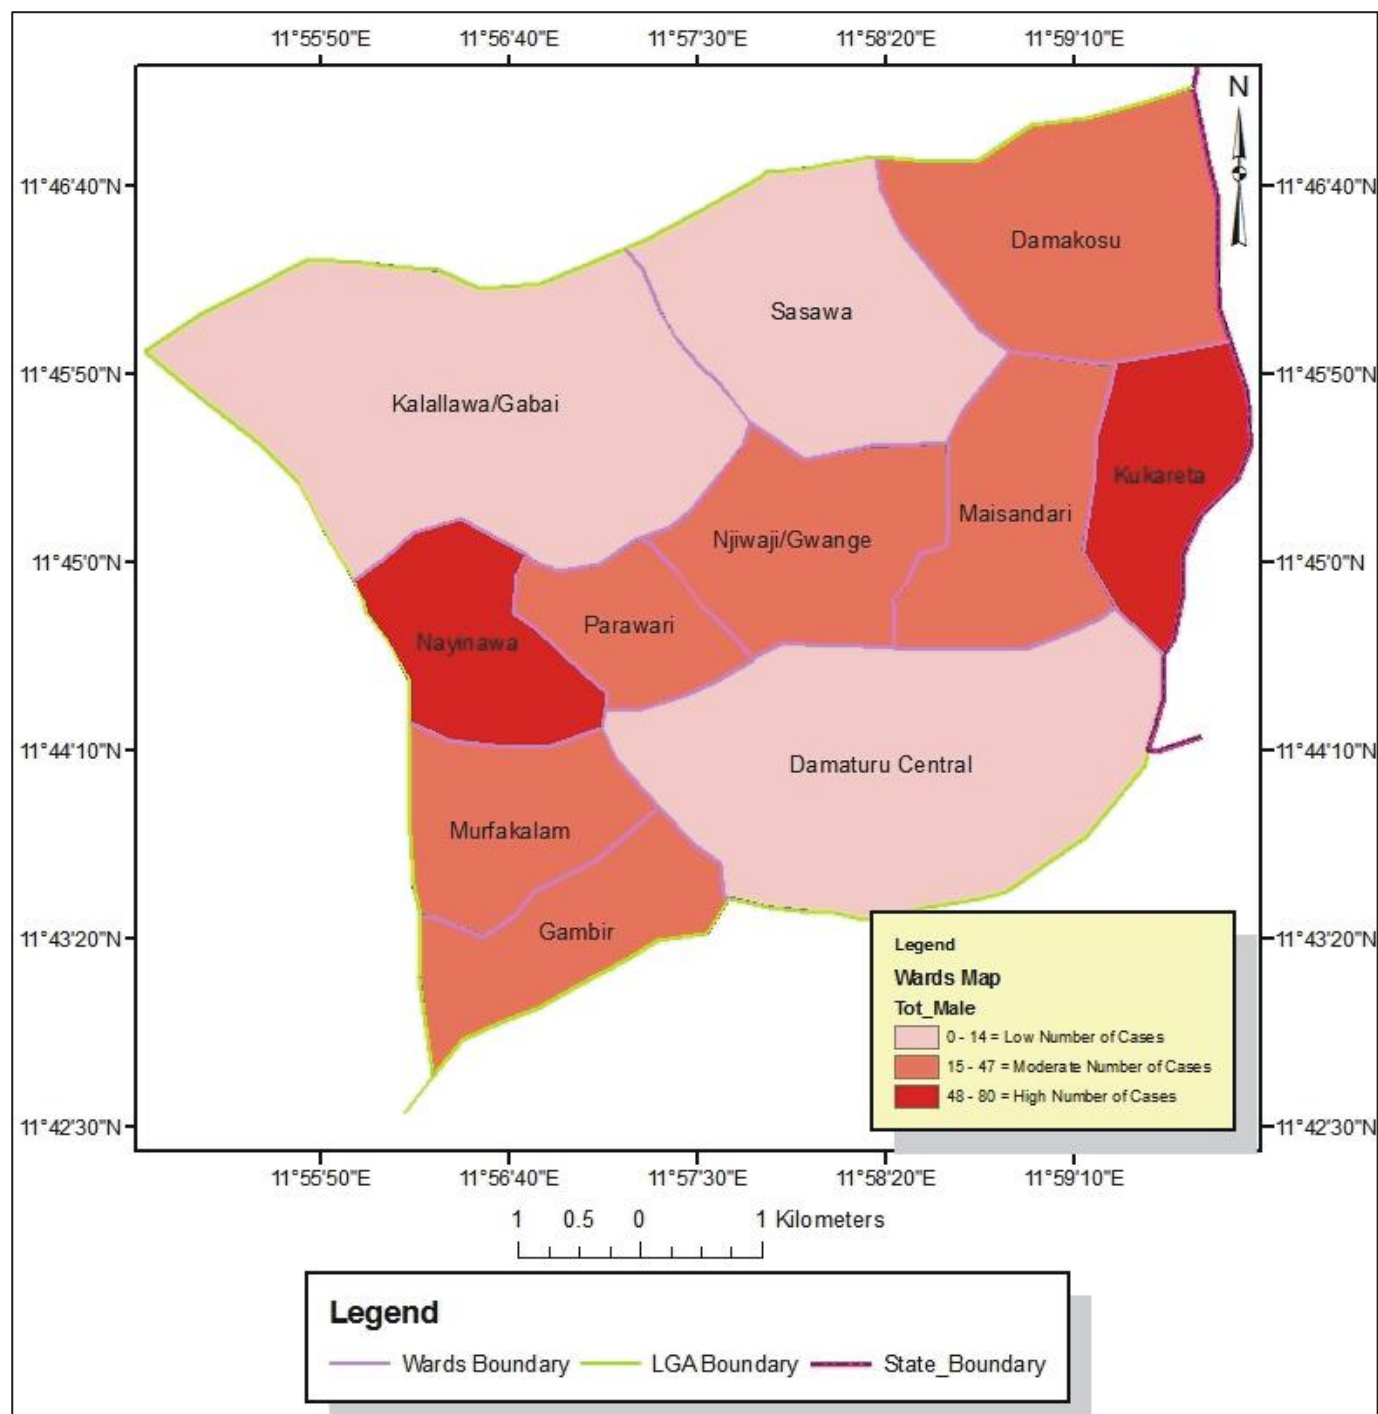 11°55'50"E 11°56'40"E 11°57'30"E 11°58'20"E 11°59'10"E
N
11°46'40"N 11°46'40"N
Damakosu
Sasawa
11°45'50"N 11°45'50"N
Kalallawa/Gabai
Kukareta
Maisandari
Njiwaji/Gwange
11°45'0"N 11°45'0"N
Parawari
Nayinawa
11°44'10"N 11°44'10"N
Damaturu Central
Murfakalam
Gambir
11°43'20"N 11°43'20"N
Legend
Wards Map
Tot_Male
0 - 14 = Low Number of Cases
15 - 47 = Moderate Number of Cases
48 - 80 = High Number of Cases
11°42'30"N 11°42'30"N
11°55'50"E 11°56'40"E 11°57'30"E 11°58'20"E 11°59'10"E
1 0.5 0 1 Kilometers
Legend
Wards Boundary LGA Boundary State_Boundary